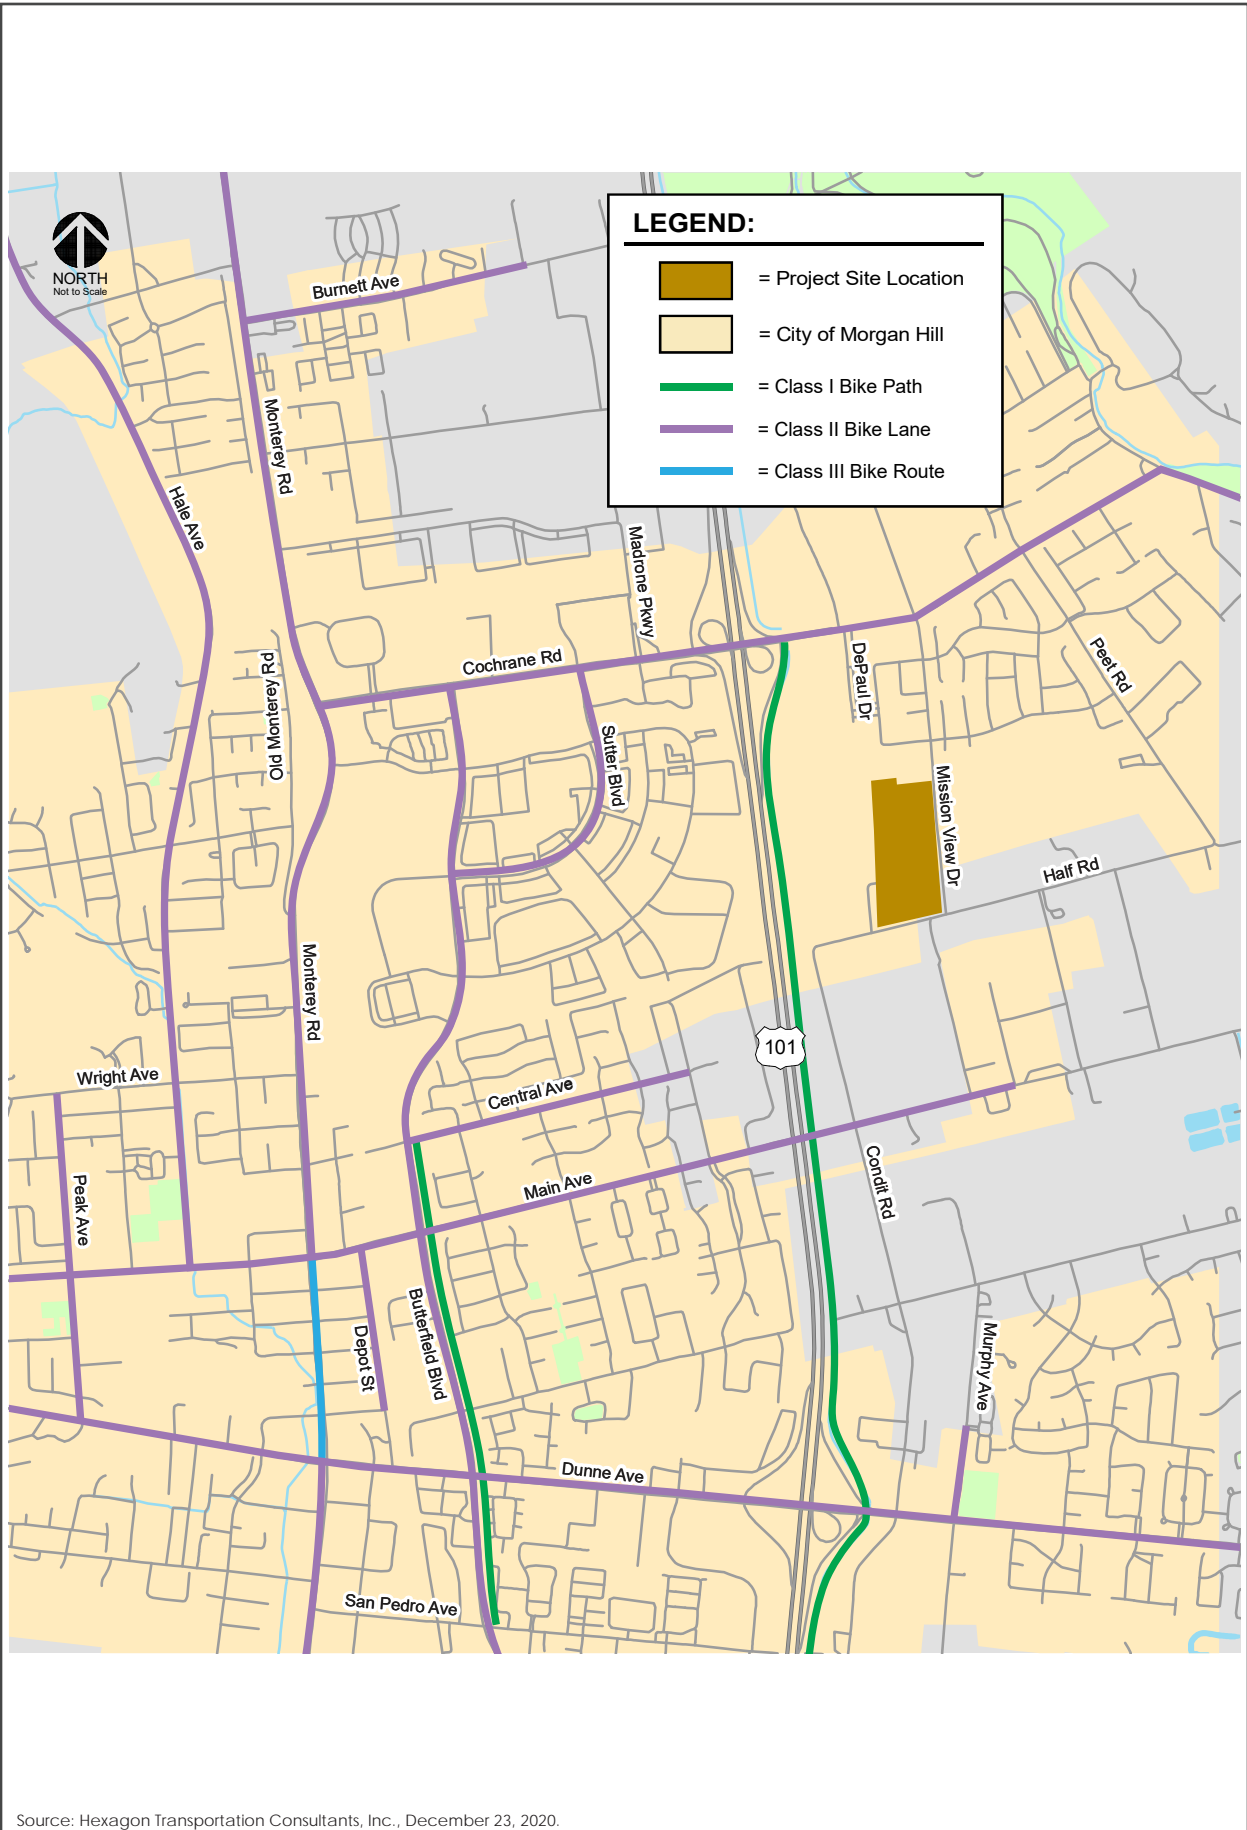 LEGEND:
= Project Site Location
= City of Morgan Hill
= Class I Bike Path
= Class II Bike Lane
= Class III Bike Route
NORTH
Not to Scale
Burnett Ave
Monterey Rd
Hale Ave
Madrone Pkwy
Cochrane Rd
Old Monterey Rd
DePaul Dr
Peet Rd
Sutter Blvd
Mission View Dr
Half Rd
Monterey Rd
101
Wright Ave
Central Ave
Main Ave
Peak Ave
Condit Rd
Butterfield Blvd
Depot St
Murphy Ave
Dunne Ave
San Pedro Ave
Source: Hexagon Transportation Consultants, Inc., December 23, 2020.